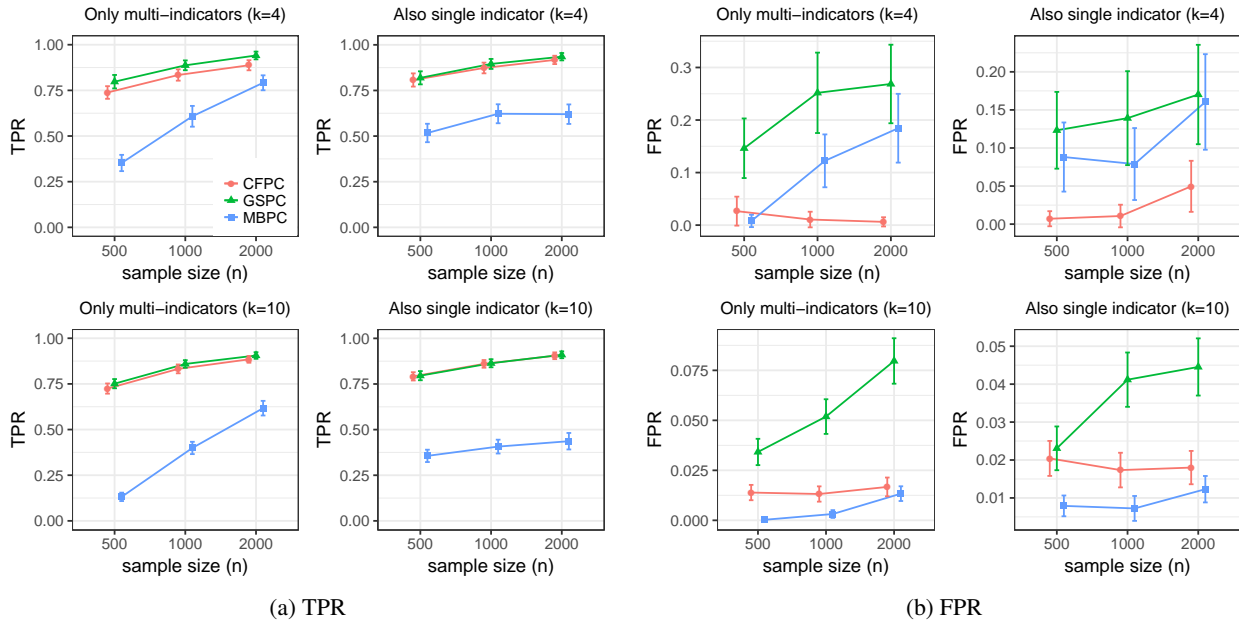 Only multi−indicators (k=4)
1.00
0.75
0.50
0.25
0.00
TPR
500 1000 2000
sample size (n)
CFPC
GSPC
MBPC
Also single indicator (k=4)
1.00
0.75
0.50
0.25
0.00
TPR
500 1000 2000
sample size (n)
Only multi−indicators (k=4)
0.3
0.2
0.1
0.0
FPR
500 1000 2000
sample size (n)
Also single indicator (k=4)
0.20
0.15
0.10
0.05
0.00
FPR
500 1000 2000
sample size (n)
Only multi−indicators (k=10)
1.00
0.75
0.50
0.25
0.00
TPR
500 1000 2000
sample size (n)
Also single indicator (k=10)
1.00
0.75
0.50
0.25
0.00
TPR
500 1000 2000
sample size (n)
Only multi−indicators (k=10)
0.075
0.050
0.025
0.000
FPR
500 1000 2000
sample size (n)
Also single indicator (k=10)
0.05
0.04
0.03
0.02
0.01
FPR
500 1000 2000
sample size (n)
(a) TPR
(b) FPR